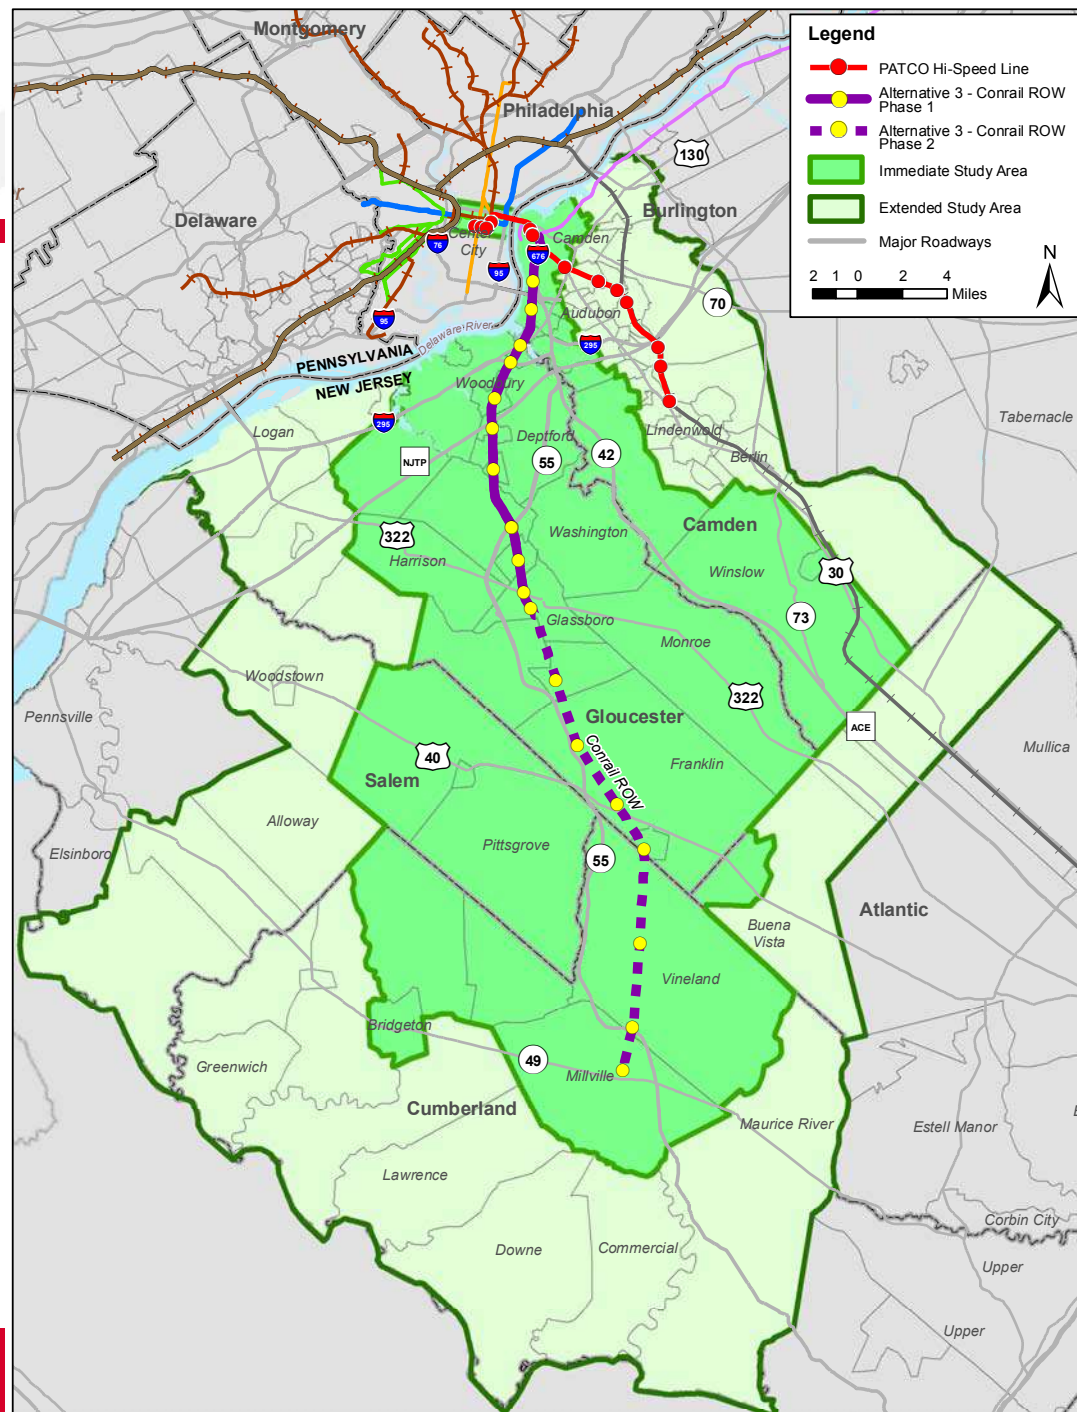 Legend
PATCO Hi-Speed Line
Alternative 3 - Conrail ROW
Phase 1
Alternative 3 - Conrail ROW
Phase 2
Immediate Study Area
Extended Study Area
Major Roadways
N
2 1 0 2 4 Miles
Montgomery
Philadelphia
130
Burlington
Delaware
Center
City
Camden
76
676
95
70
Audubon
95
295
Delaware River
PENNSYLVANIA
NEW JERSEY
Woodbury
295
Logan
Tabernacle
Lindenwald
Deptford
Berlin
NJTP
55
42
Camden
Washington
322
Harrison
30
Winslow
73
Glassboro
Monroe
Woodstown
322
Pennsville
Gloucester
ACE
Mullica
40
Conrail ROW
Franklin
Salem
Alloway
Elsinboro
Pittsgrove
55
Atlantic
Buena
Vista
Vineland
Bridgeton
49
Greenwich
Millville
Cumberland
Maurice River
Estell Manor
Lawrence
Corbin City
Downe
Commercial
Upper
Upper